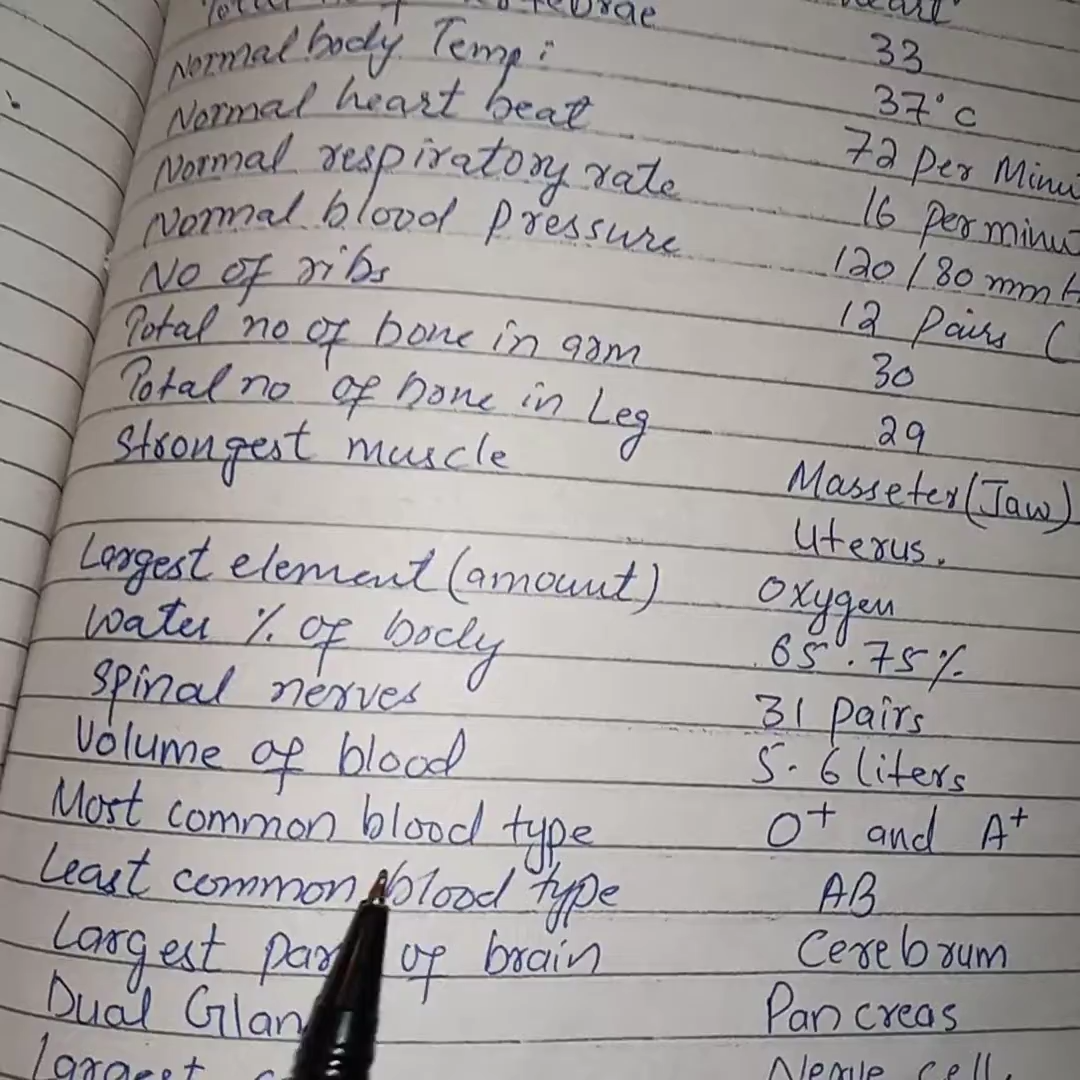 Normal body Temp: 33
Normal heart beat 37°c
Normal respiratory rate 72 per Minu
Normal blood pressure 16 per minut
No of ribs 120/80 mm H
Total no of bone in arm 12 Pairs (
Total no of bone in Leg 30
Strongest muscle 29
Masseter (Jaw)
Uterus.
Largest element (amount) Oxygen
Water % of body 65.75%
Spinal nerves 31 pairs
Volume of blood 5.6 liters
Most common blood type O+ and A+
Least common blood type AB
Largest part of brain Cerebrum
Dual Glan Pancreas
Largest cell.